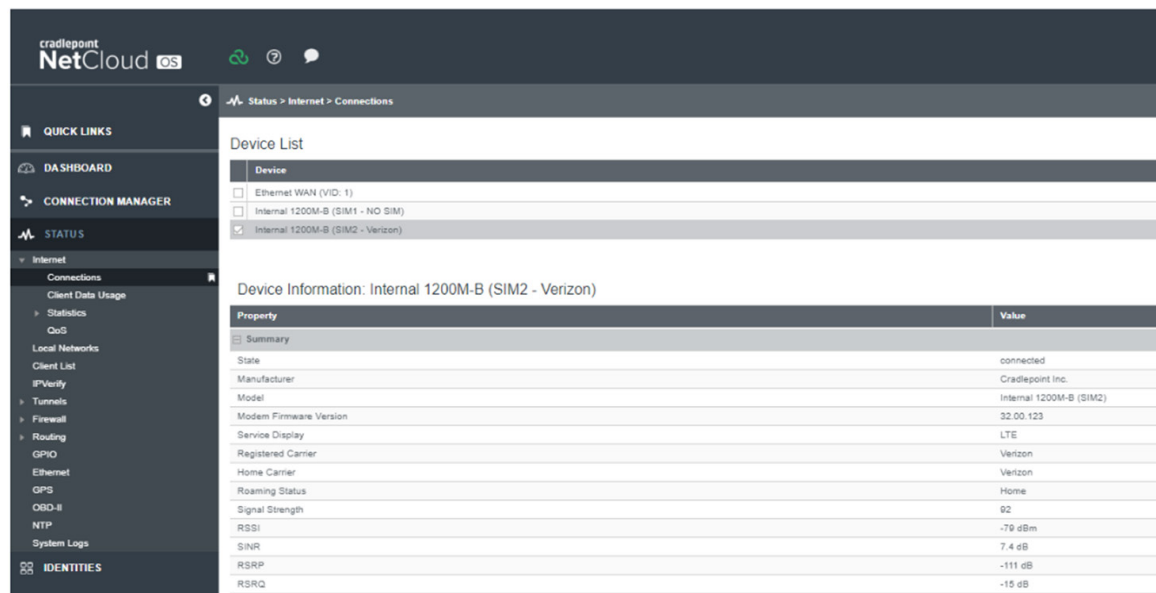 cradlepoint
NetCloud OS
Status > Internet > Connections
QUICK LINKS
DASHBOARD
CONNECTION MANAGER
STATUS
Internet
Connections
Client Data Usage
Statistics
QoS
Local Networks
Client List
IPVerify
Tunnels
Firewall
Routing
GPIO
Ethernet
GPS
OBD-II
NTP
System Logs
IDENTITIES
Device List
Device
Ethernet WAN (VID: 1)
Internal 1200M-B (SIM1 - NO SIM)
Internal 1200M-B (SIM2 - Verizon)
Device Information: Internal 1200M-B (SIM2 - Verizon)
Property Value
Summary
State connected
Manufacturer Cradlepoint Inc.
Model Internal 1200M-B (SIM2)
Modem Firmware Version 32.00.123
Service Display LTE
Registered Carrier Verizon
Home Carrier Verizon
Roaming Status Home
Signal Strength 92
RSSI -79 dBm
SINR 7.4 dB
RSRP -111 dB
RSRQ -15 dB